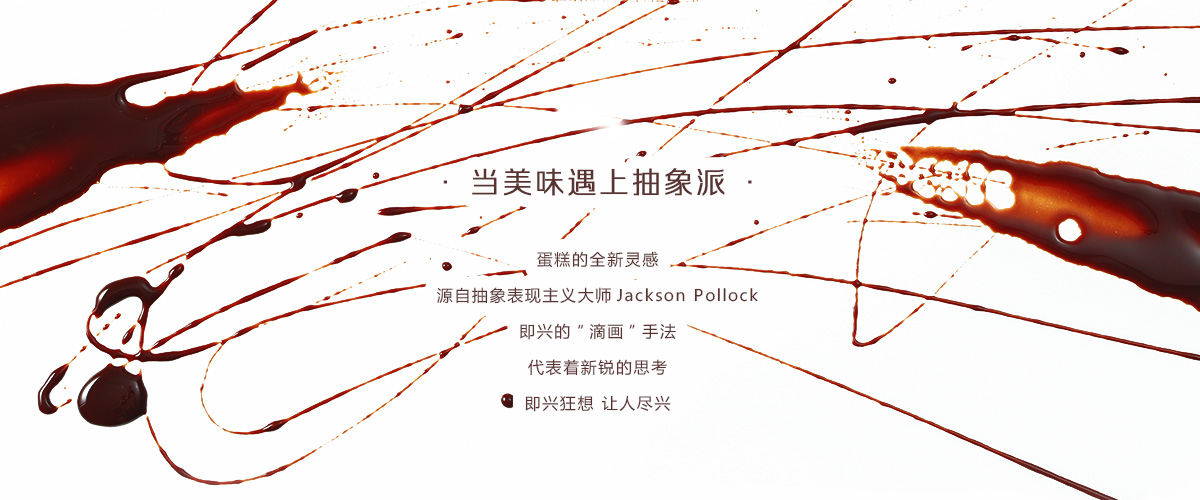 · 当美味遇上抽象派 ·
蛋糕的全新灵感
源自抽象表现主义大师 Jackson Pollock
即兴的 " 滴画 " 手法
代表着新锐的思考
即兴狂想 让人尽兴